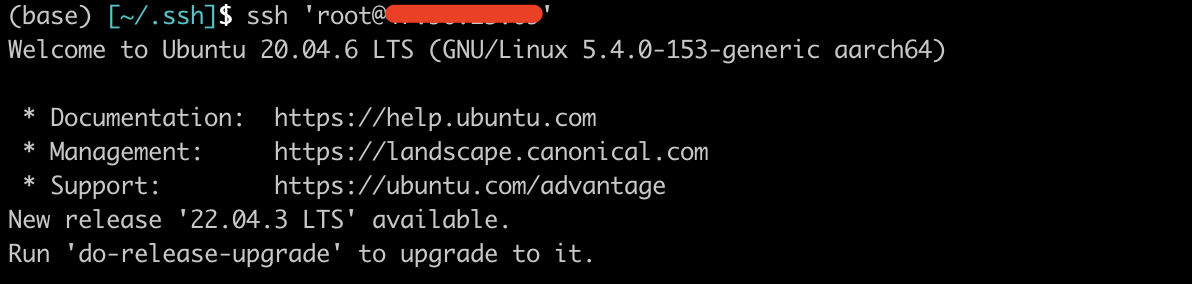 (base) [~/.ssh]$ ssh 'root@
Welcome to Ubuntu 20.04.6 LTS (GNU/Linux 5.4.0-153-generic aarch64)
 * Documentation:  https://help.ubuntu.com
 * Management:     https://landscape.canonical.com
 * Support:        https://ubuntu.com/advantage
New release '22.04.3 LTS' available.
Run 'do-release-upgrade' to upgrade to it.